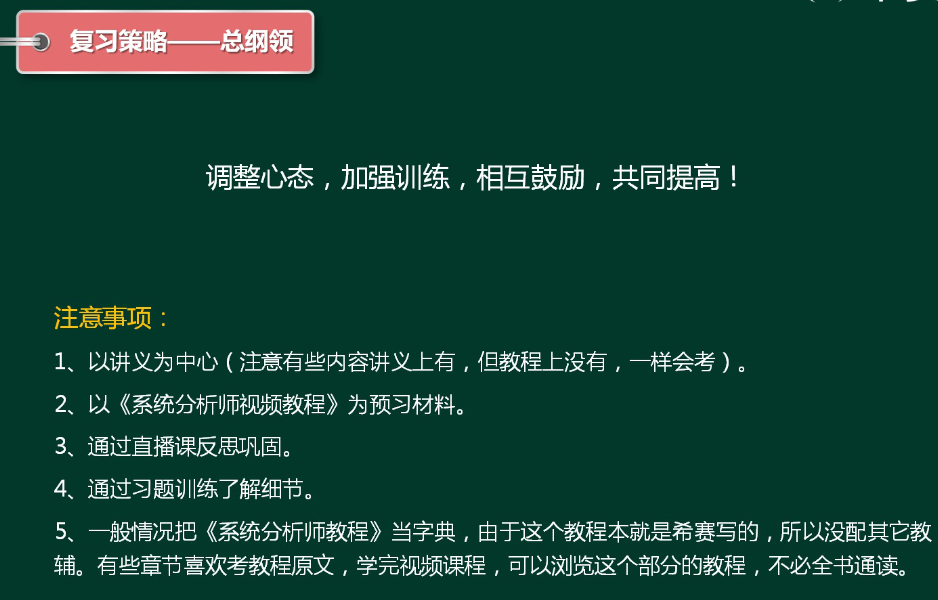 复习策略——总纲领
调整心态，加强训练，相互鼓励，共同提高！
注意事项：
1、以讲义为中心（注意有些内容讲义上有，但教程上没有，一样会考）。
2、以《系统分析师视频教程》为预习材料。
3、通过直播课反思巩固。
4、通过习题训练了解细节。
5、一般情况把《系统分析师教程》当字典，由于这个教程本就是希赛写的，所以没配其它教
辅。有些章节喜欢考教程原文，学完视频课程，可以浏览这个部分的教程，不必全书通读。